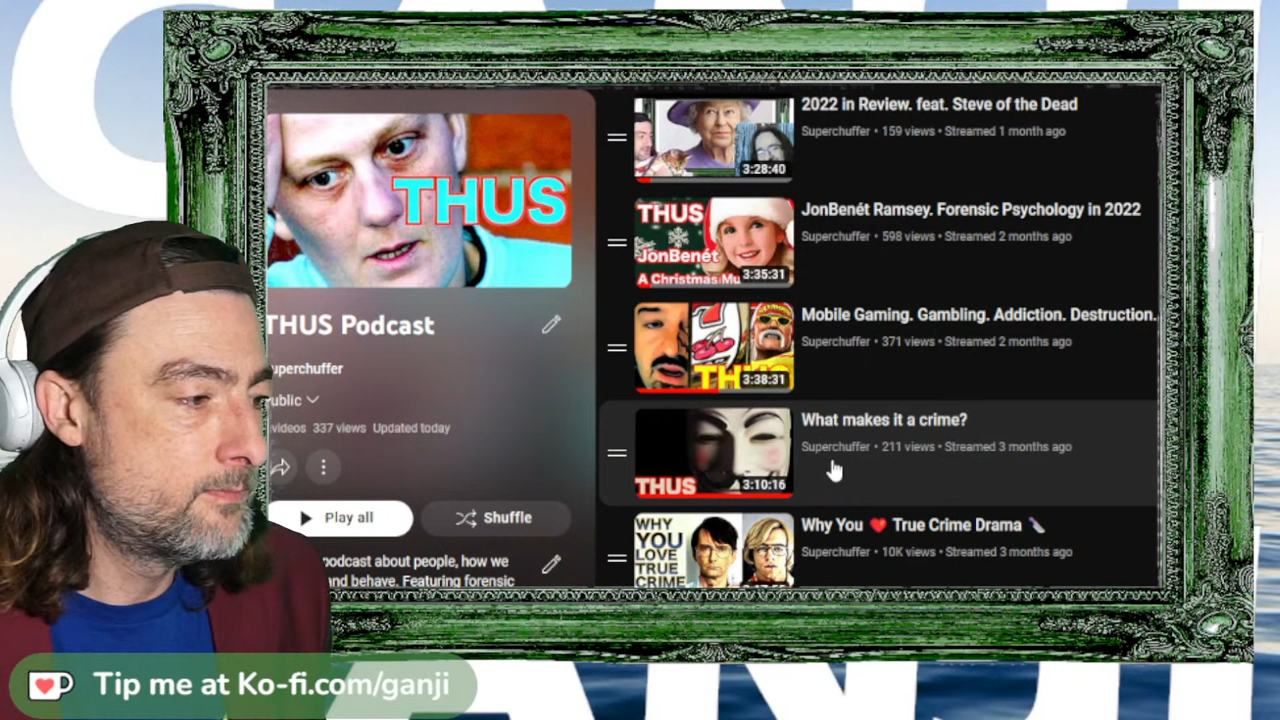 THUS
THUS Podcast
uperchuffer
ublic
videos 337 views Updated today
Play all
Shuffle
podcast about people, how we
nd behave. Featuring forensic
2022 in Review. feat. Steve of the Dead
Superchuffer • 159 views • Streamed 1 month ago
3:28:40
THUS
JonBenét
A Christmas Mu
3:35:31
JonBenét Ramsey. Forensic Psychology in 2022
Superchuffer • 598 views • Streamed 2 months ago
THUS
3:38:31
Mobile Gaming. Gambling. Addiction. Destruction.
Superchuffer • 371 views • Streamed 2 months ago
THUS
3:10:16
What makes it a crime?
Superchuffer • 211 views • Streamed 3 months ago
WHY
YOU
LOVE
TRUE
CRIME
Why You ❤️ True Crime Drama 🔪
Superchuffer • 10K views • Streamed 3 months ago
Tip me at Ko-fi.com/ganji